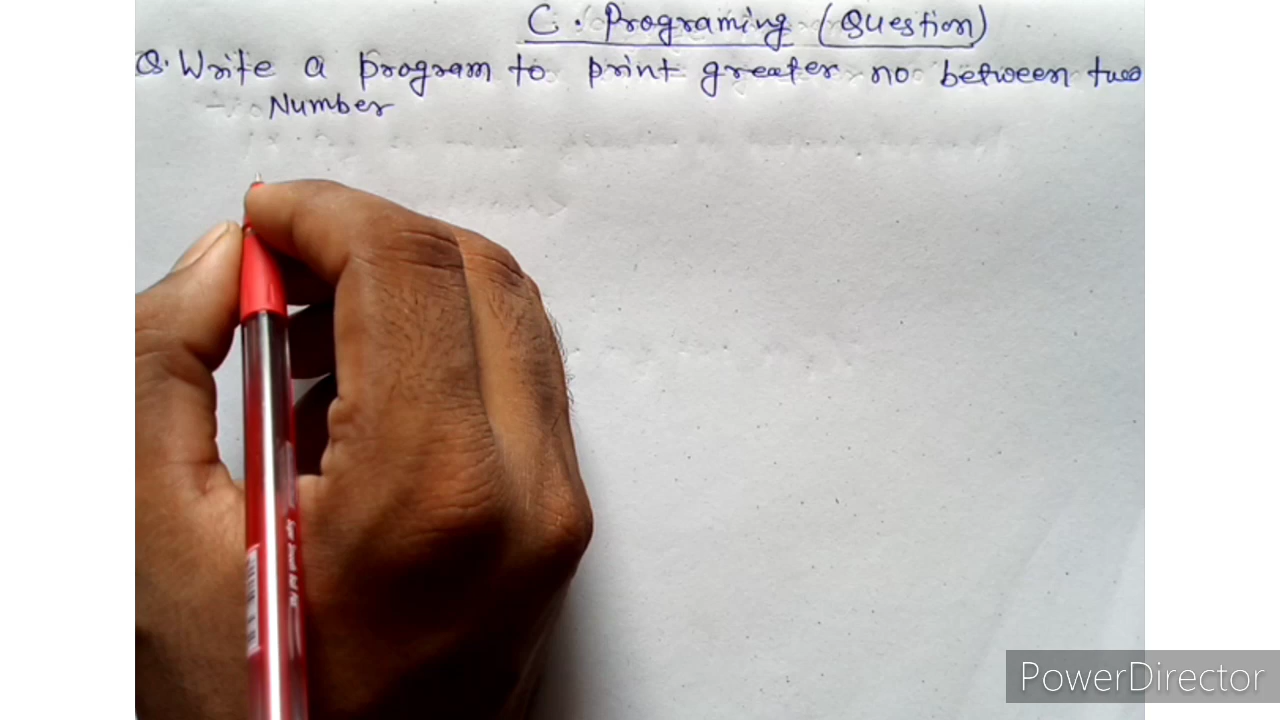 C. Programing (Question)
Q. Write a program to print greater no between two
Number
PowerDirector